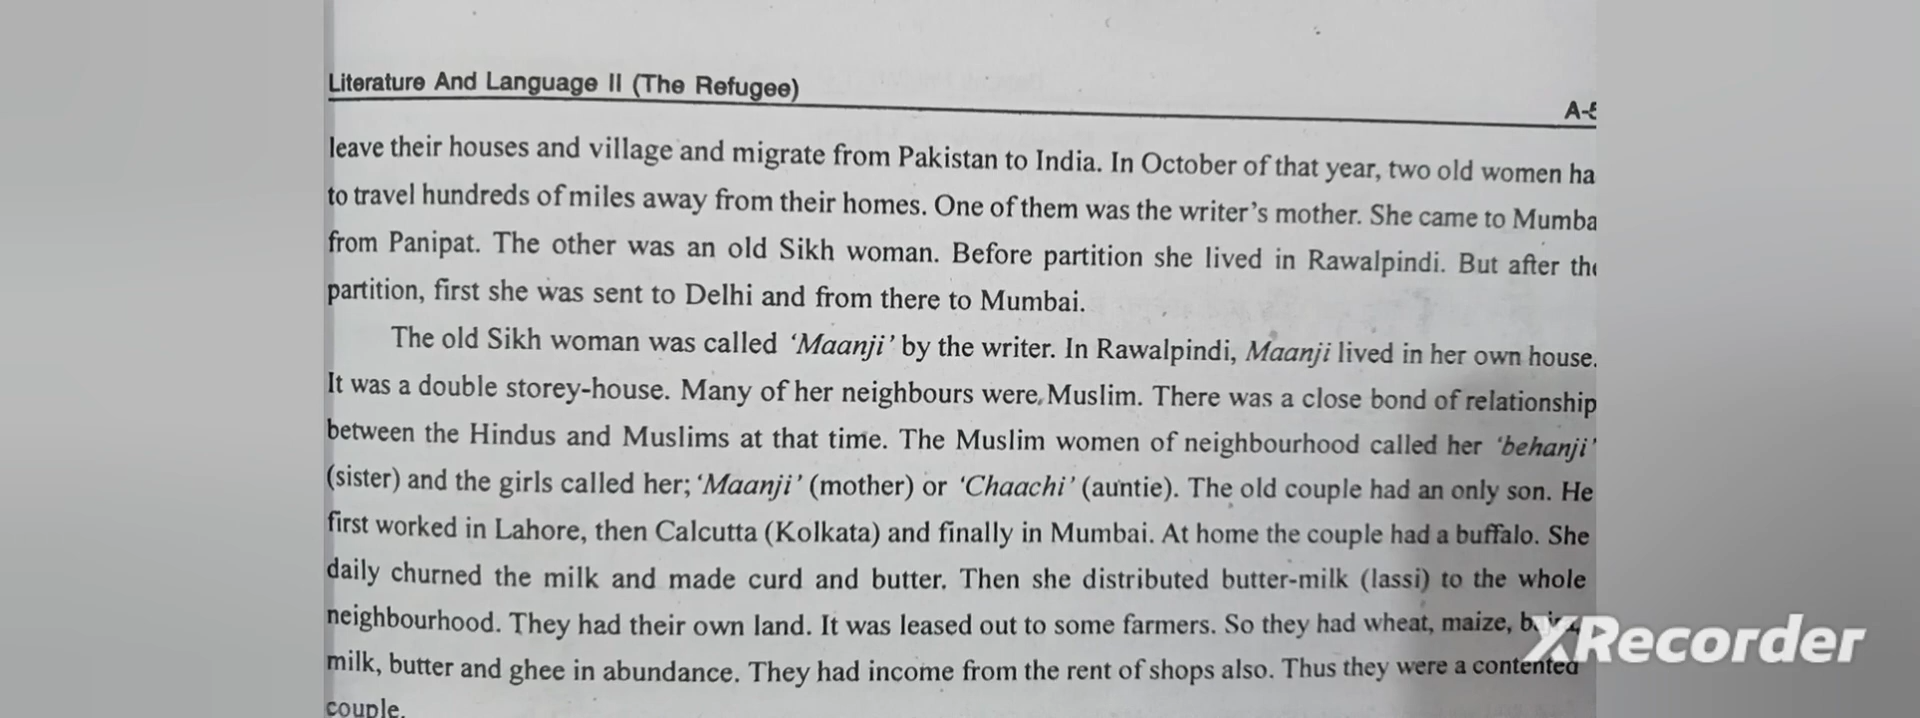 Literature And Language II (The Refugee)
A-5
leave their houses and village and migrate from Pakistan to India. In October of that year, two old women ha
to travel hundreds of miles away from their homes. One of them was the writer's mother. She came to Mumba
from Panipat. The other was an old Sikh woman. Before partition she lived in Rawalpindi. But after the
partition, first she was sent to Delhi and from there to Mumbai.
The old Sikh woman was called 'Maanji' by the writer. In Rawalpindi, Maanji lived in her own house.
It was a double storey-house. Many of her neighbours were Muslim. There was a close bond of relationship
between the Hindus and Muslims at that time. The Muslim women of neighbourhood called her 'behanji'
(sister) and the girls called her; 'Maanji' (mother) or 'Chaachi' (auntie). The old couple had an only son. He
first worked in Lahore, then Calcutta (Kolkata) and finally in Mumbai. At home the couple had a buffalo. She
daily churned the milk and made curd and butter. Then she distributed butter-milk (lassi) to the whole
neighbourhood. They had their own land. It was leased out to some farmers. So they had wheat, maize,
milk, butter and ghee in abundance. They had income from the rent of shops also. Thus they were a contented
couple.
XRecorder